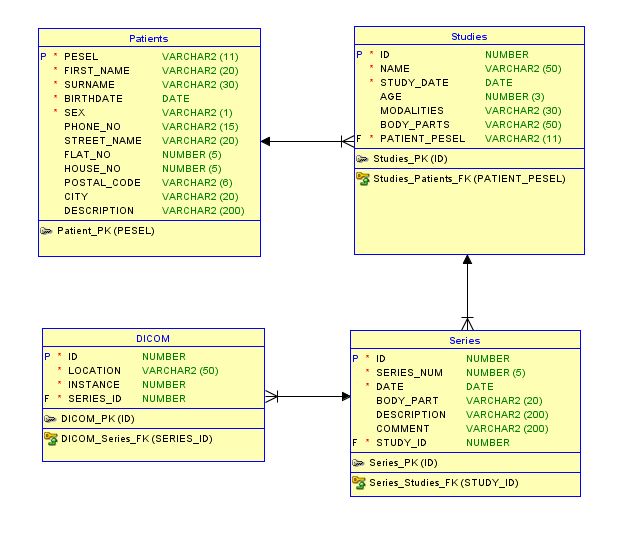 Patients
P * PESEL VARCHAR2 (11)
* FIRST_NAME VARCHAR2 (20)
* SURNAME VARCHAR2 (30)
* BIRTHDATE DATE
* SEX VARCHAR2 (1)
PHONE_NO VARCHAR2 (15)
STREET_NAME VARCHAR2 (20)
FLAT_NO NUMBER (5)
HOUSE_NO NUMBER (5)
POSTAL_CODE VARCHAR2 (6)
CITY VARCHAR2 (20)
DESCRIPTION VARCHAR2 (200)
Patient_PK (PESEL)
Studies
P * ID NUMBER
* NAME VARCHAR2 (50)
* STUDY_DATE DATE
AGE NUMBER (3)
MODALITIES VARCHAR2 (30)
BODY_PARTS VARCHAR2 (50)
F * PATIENT_PESEL VARCHAR2 (11)
Studies_PK (ID)
Studies_Patients_FK (PATIENT_PESEL)
DICOM
P * ID NUMBER
* LOCATION VARCHAR2 (50)
* INSTANCE NUMBER
F * SERIES_ID NUMBER
DICOM_PK (ID)
DICOM_Series_FK (SERIES_ID)
Series
P * ID NUMBER
* SERIES_NUM NUMBER (5)
* DATE DATE
BODY_PART VARCHAR2 (20)
DESCRIPTION VARCHAR2 (200)
COMMENT VARCHAR2 (200)
F * STUDY_ID NUMBER
Series_PK (ID)
Series_Studies_FK (STUDY_ID)